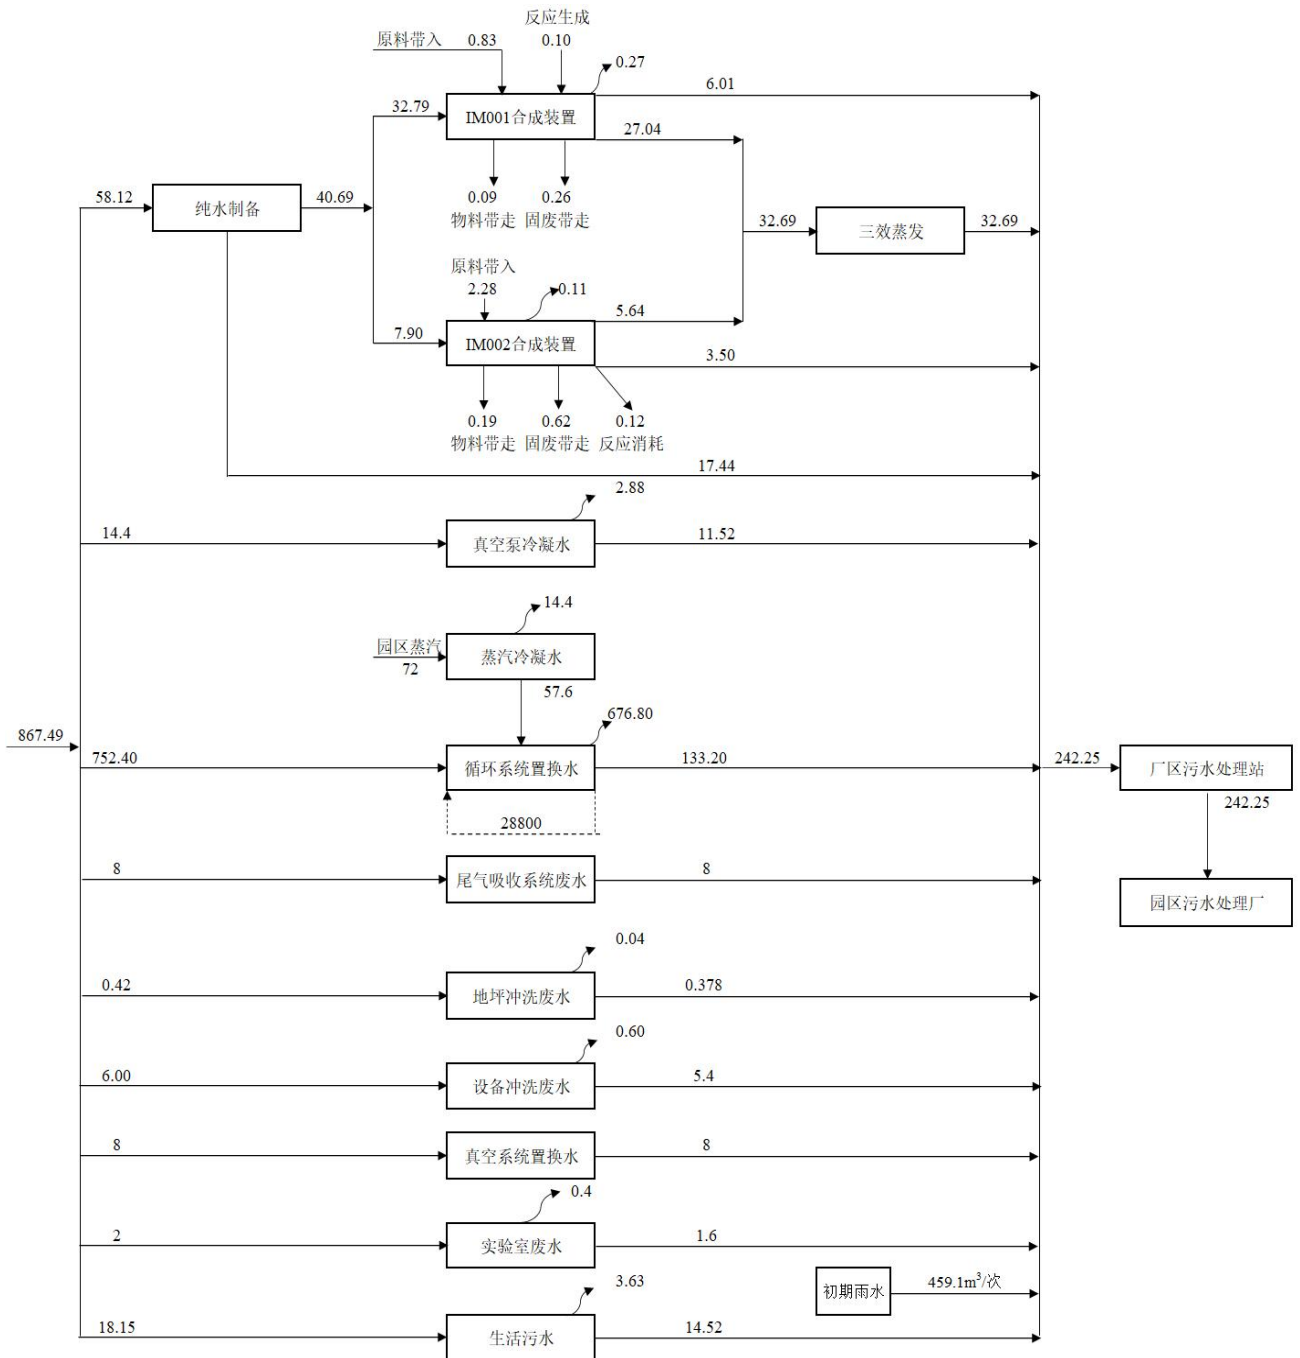 反应生成
原料带入 0.83 0.10
0.27
6.01
32.79
IM001合成装置
27.04
58.12
纯水制备
40.69
0.09 0.26
物料带走 固废带走
32.69
三效蒸发
32.69
原料带入
2.28
0.11
5.64
7.90
IM002合成装置
3.50
0.19 0.62 0.12
物料带走 固废带走 反应消耗
17.44
2.88
14.4
真空泵冷凝水
11.52
14.4
园区蒸汽
72
蒸汽冷凝水
57.6
676.80
867.49
752.40
循环系统置换水
133.20
242.25
厂区污水处理站
28800
242.25
8
尾气吸收系统废水
8
园区污水处理厂
0.04
0.42
地坪冲洗废水
0.378
0.60
6.00
设备冲洗废水
5.4
8
真空系统置换水
8
0.4
2
实验室废水
1.6
3.63
初期雨水
459.1m³/次
18.15
生活污水
14.52